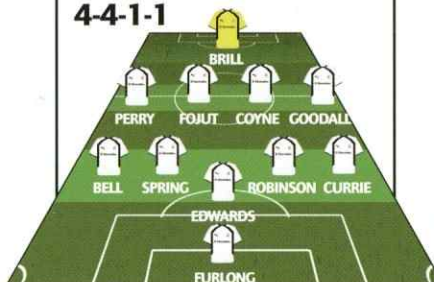 4-4-1-1
BRILL
PERRY FOJUT COYNE GOODALL
BELL SPRING ROBINSON CURRIE
EDWARDS
FURLONG